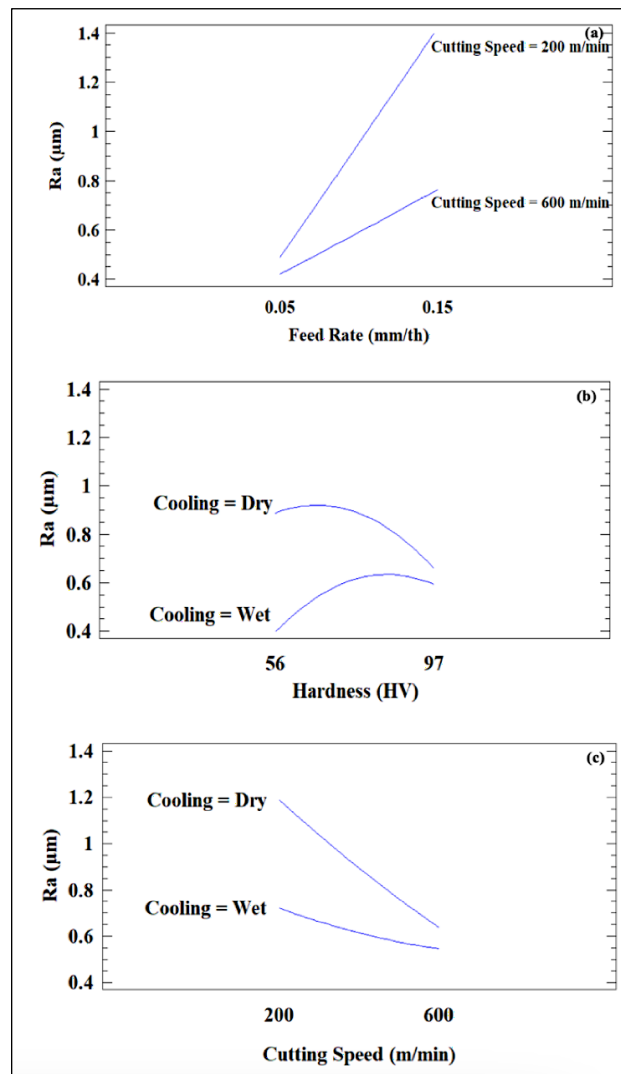 (a)
1.4
Cutting Speed = 200 m/min
1.2
1
0.8
Cutting Speed = 600 m/min
0.6
0.4
Ra (µm)
0.05 0.15
Feed Rate (mm/th)
(b)
1.4
1.2
1
Cooling = Dry
0.8
0.6
Cooling = Wet
0.4
Ra (µm)
56 97
Hardness (HV)
(c)
1.4
1.2
Cooling = Dry
1
0.8
Cooling = Wet
0.6
0.4
Ra (µm)
200 600
Cutting Speed (m/min)